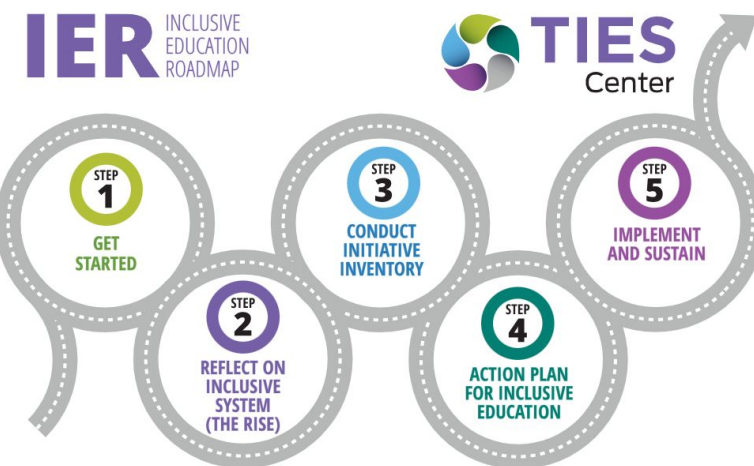 IER INCLUSIVE
EDUCATION
ROADMAP
TIES
Center
STEP
1
GET
STARTED
STEP
2
REFLECT ON
INCLUSIVE
SYSTEM
(THE RISE)
STEP
3
CONDUCT
INITIATIVE
INVENTORY
STEP
4
ACTION PLAN
FOR INCLUSIVE
EDUCATION
STEP
5
IMPLEMENT
AND SUSTAIN